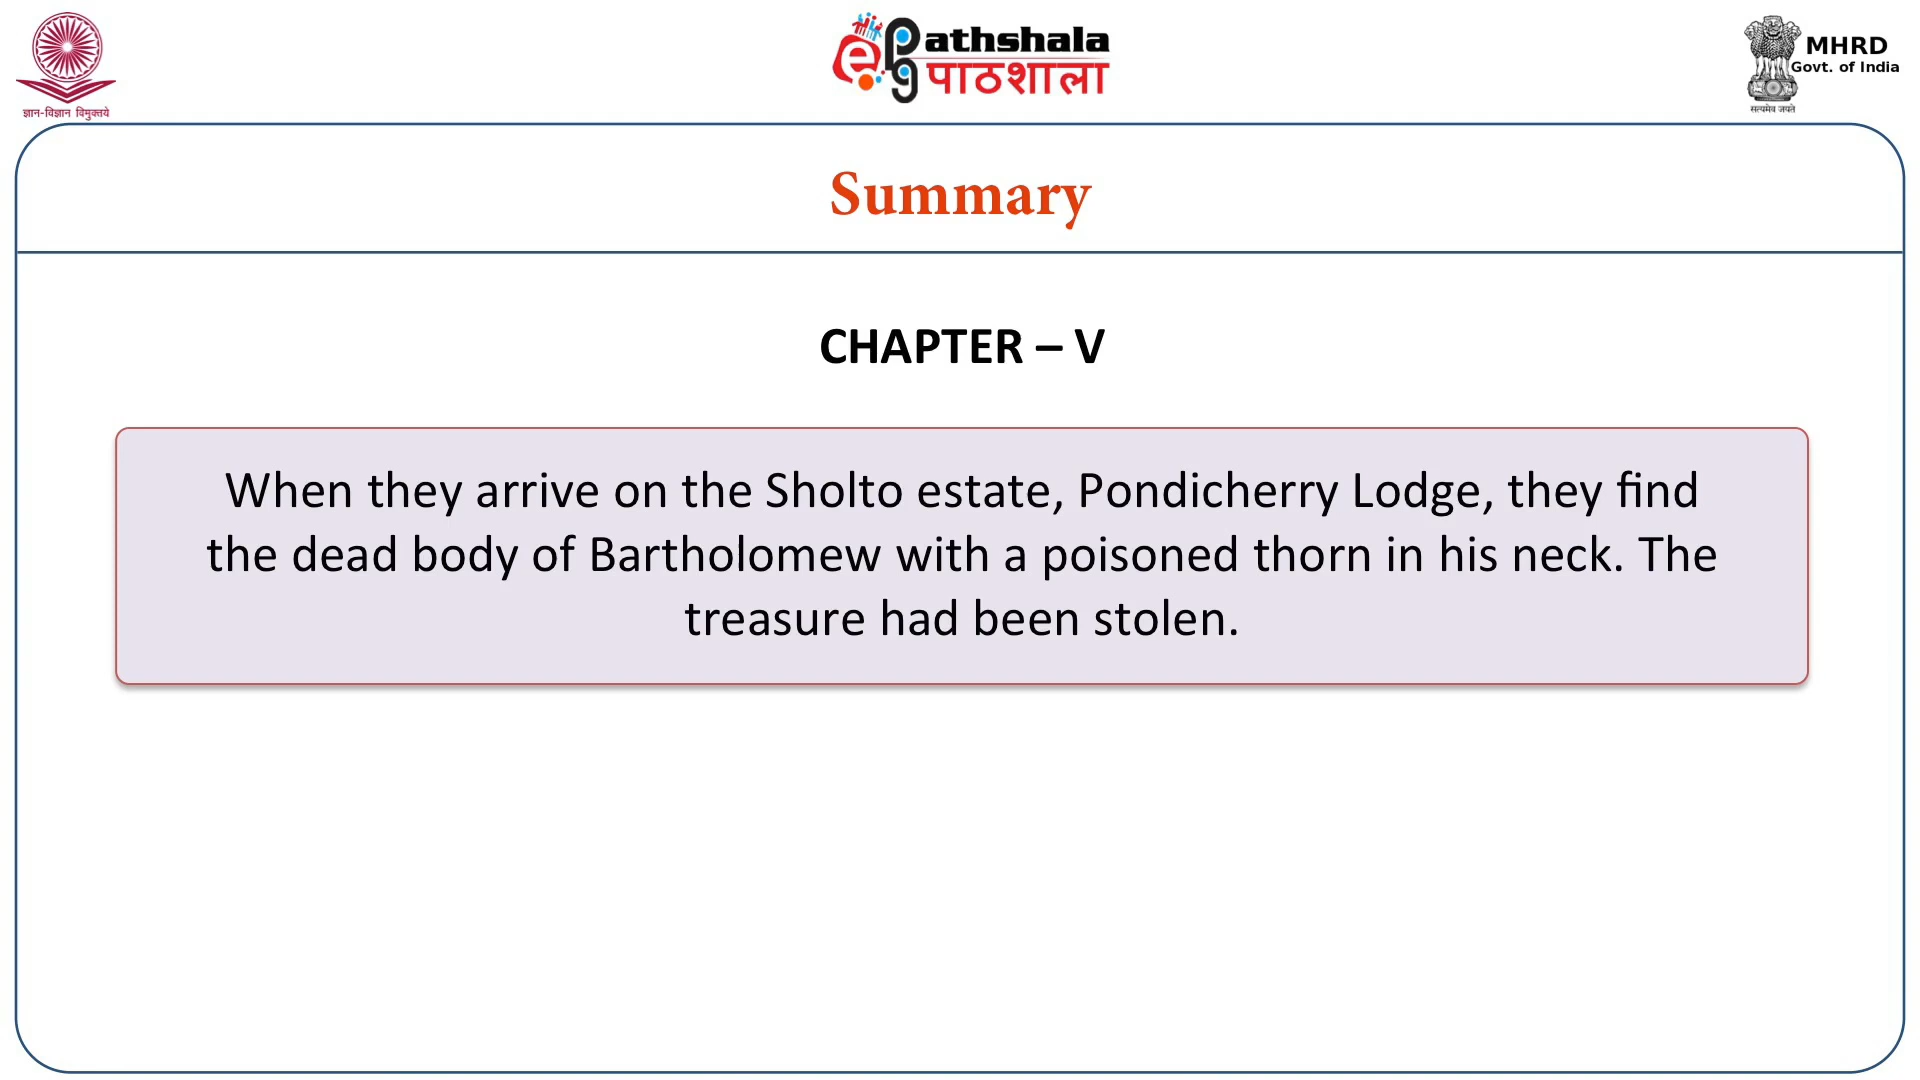 ज्ञान-विज्ञान विमुक्तये
ePathshala
pg पाठशाला
MHRD
Govt. of India
सत्यमेव जयते
Summary
CHAPTER – V
When they arrive on the Sholto estate, Pondicherry Lodge, they find
the dead body of Bartholomew with a poisoned thorn in his neck. The
treasure had been stolen.